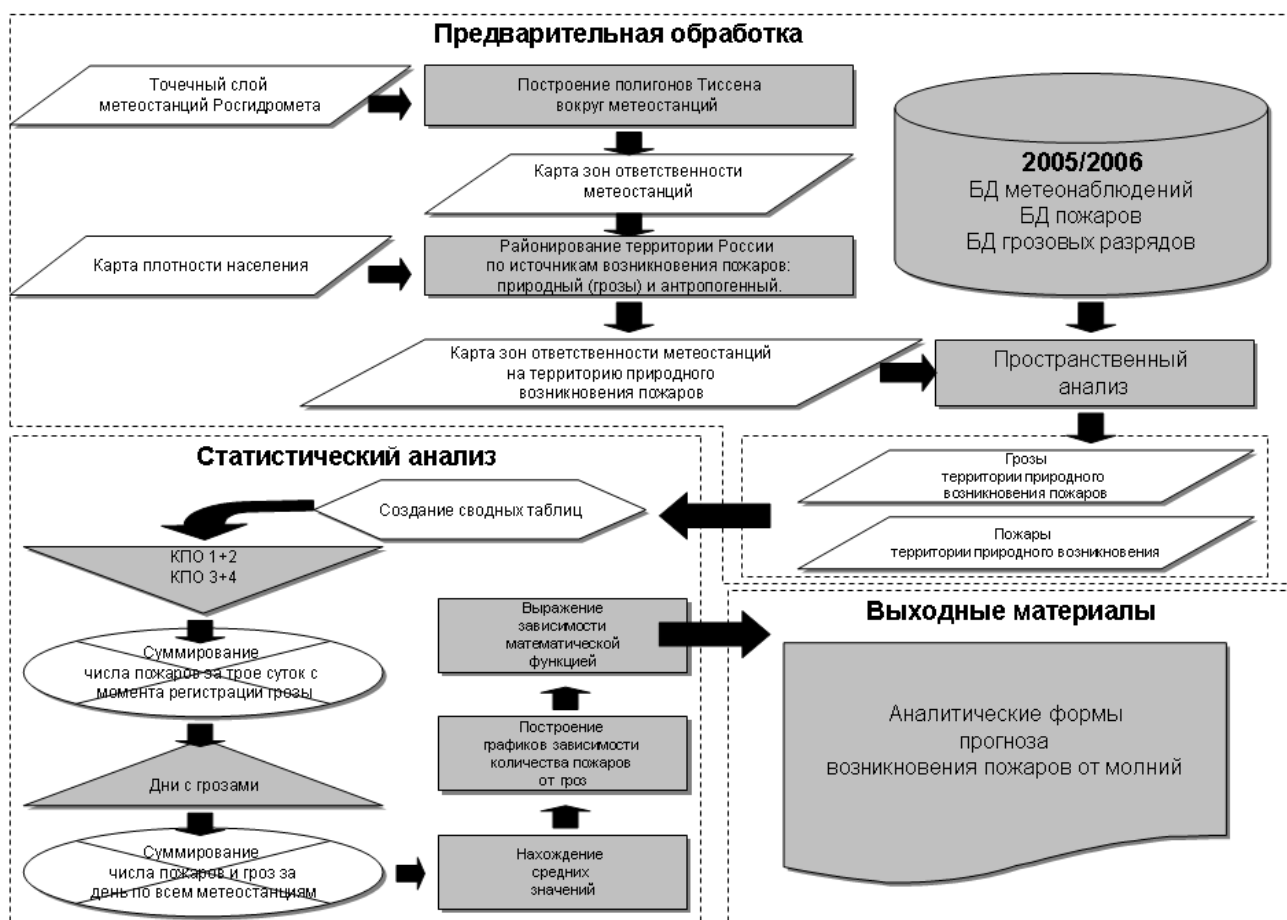 Предварительная обработка
Точечный слой
метеостанций Росгидромета
Построение полигонов Тиссена
вокруг метеостанций
Карта зон ответственности
метеостанций
Карта плотности населения
Районирование территории России
по источникам возникновения пожаров:
природный (грозы) и антропогенный.
2005/2006
БД метеонаблюдений
БД пожаров
БД грозовых разрядов
Карта зон ответственности метеостанций
на территорию природного
возникновения пожаров
Пространственный
анализ
Грозы
территории природного
возникновения пожаров
Пожары
территории природного возникновения
Статистический анализ
Создание сводных таблиц
КПО 1+2
КПО 3+4
Суммирование
числа пожаров за трое суток с
момента регистрации грозы
Дни с грозами
Суммирование
числа пожаров и гроз за
день по всем метеостанциям
Нахождение
средних
значений
Построение
графиков зависимости
количества пожаров
от гроз
Выражение
зависимости
математической
функцией
Выходные материалы
Аналитические формы
прогноза
возникновения пожаров от молний